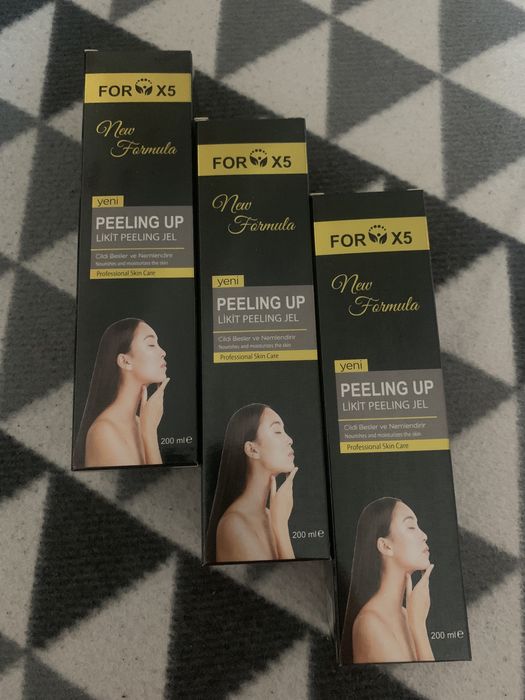 FOR X5
New
Formula
yeni
PEELING UP
LİKİT PEELING JEL
Cildi Besler ve Nemlendirir
Nourishes and moisturizes the skin
Professional Skin Care
200 ml e
FOR X5
New
Formula
yeni
PEELING UP
LİKİT PEELING JEL
Cildi Besler ve Nemlendirir
Nourishes and moisturizes the skin
Professional Skin Care
200 ml e
FOR X5
New
Formula
yeni
PEELING UP
LİKİT PEELING JEL
Cildi Besler ve Nemlendirir
Nourishes and moisturizes the skin
Professional Skin Care
200 ml e